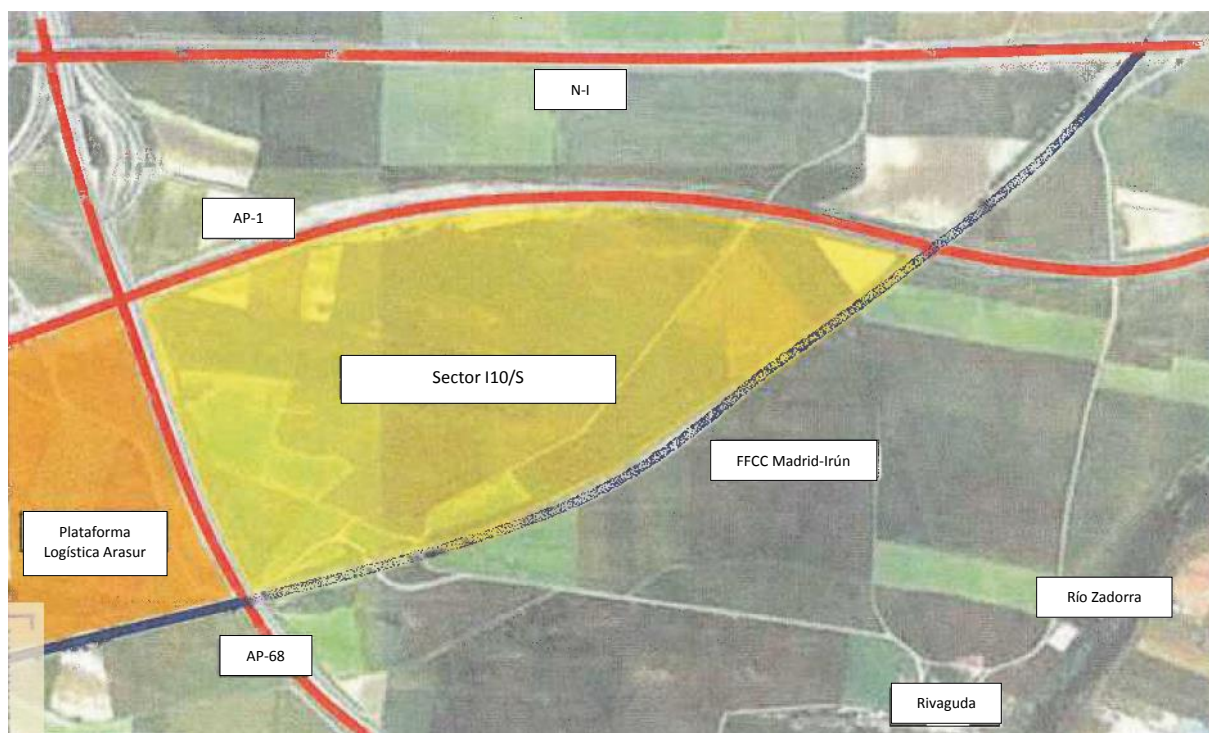 N-I
AP-1
Sector I10/S
FFCC Madrid-Irún
Plataforma
Logística Arasur
Río Zadorra
AP-68
Rivaguda